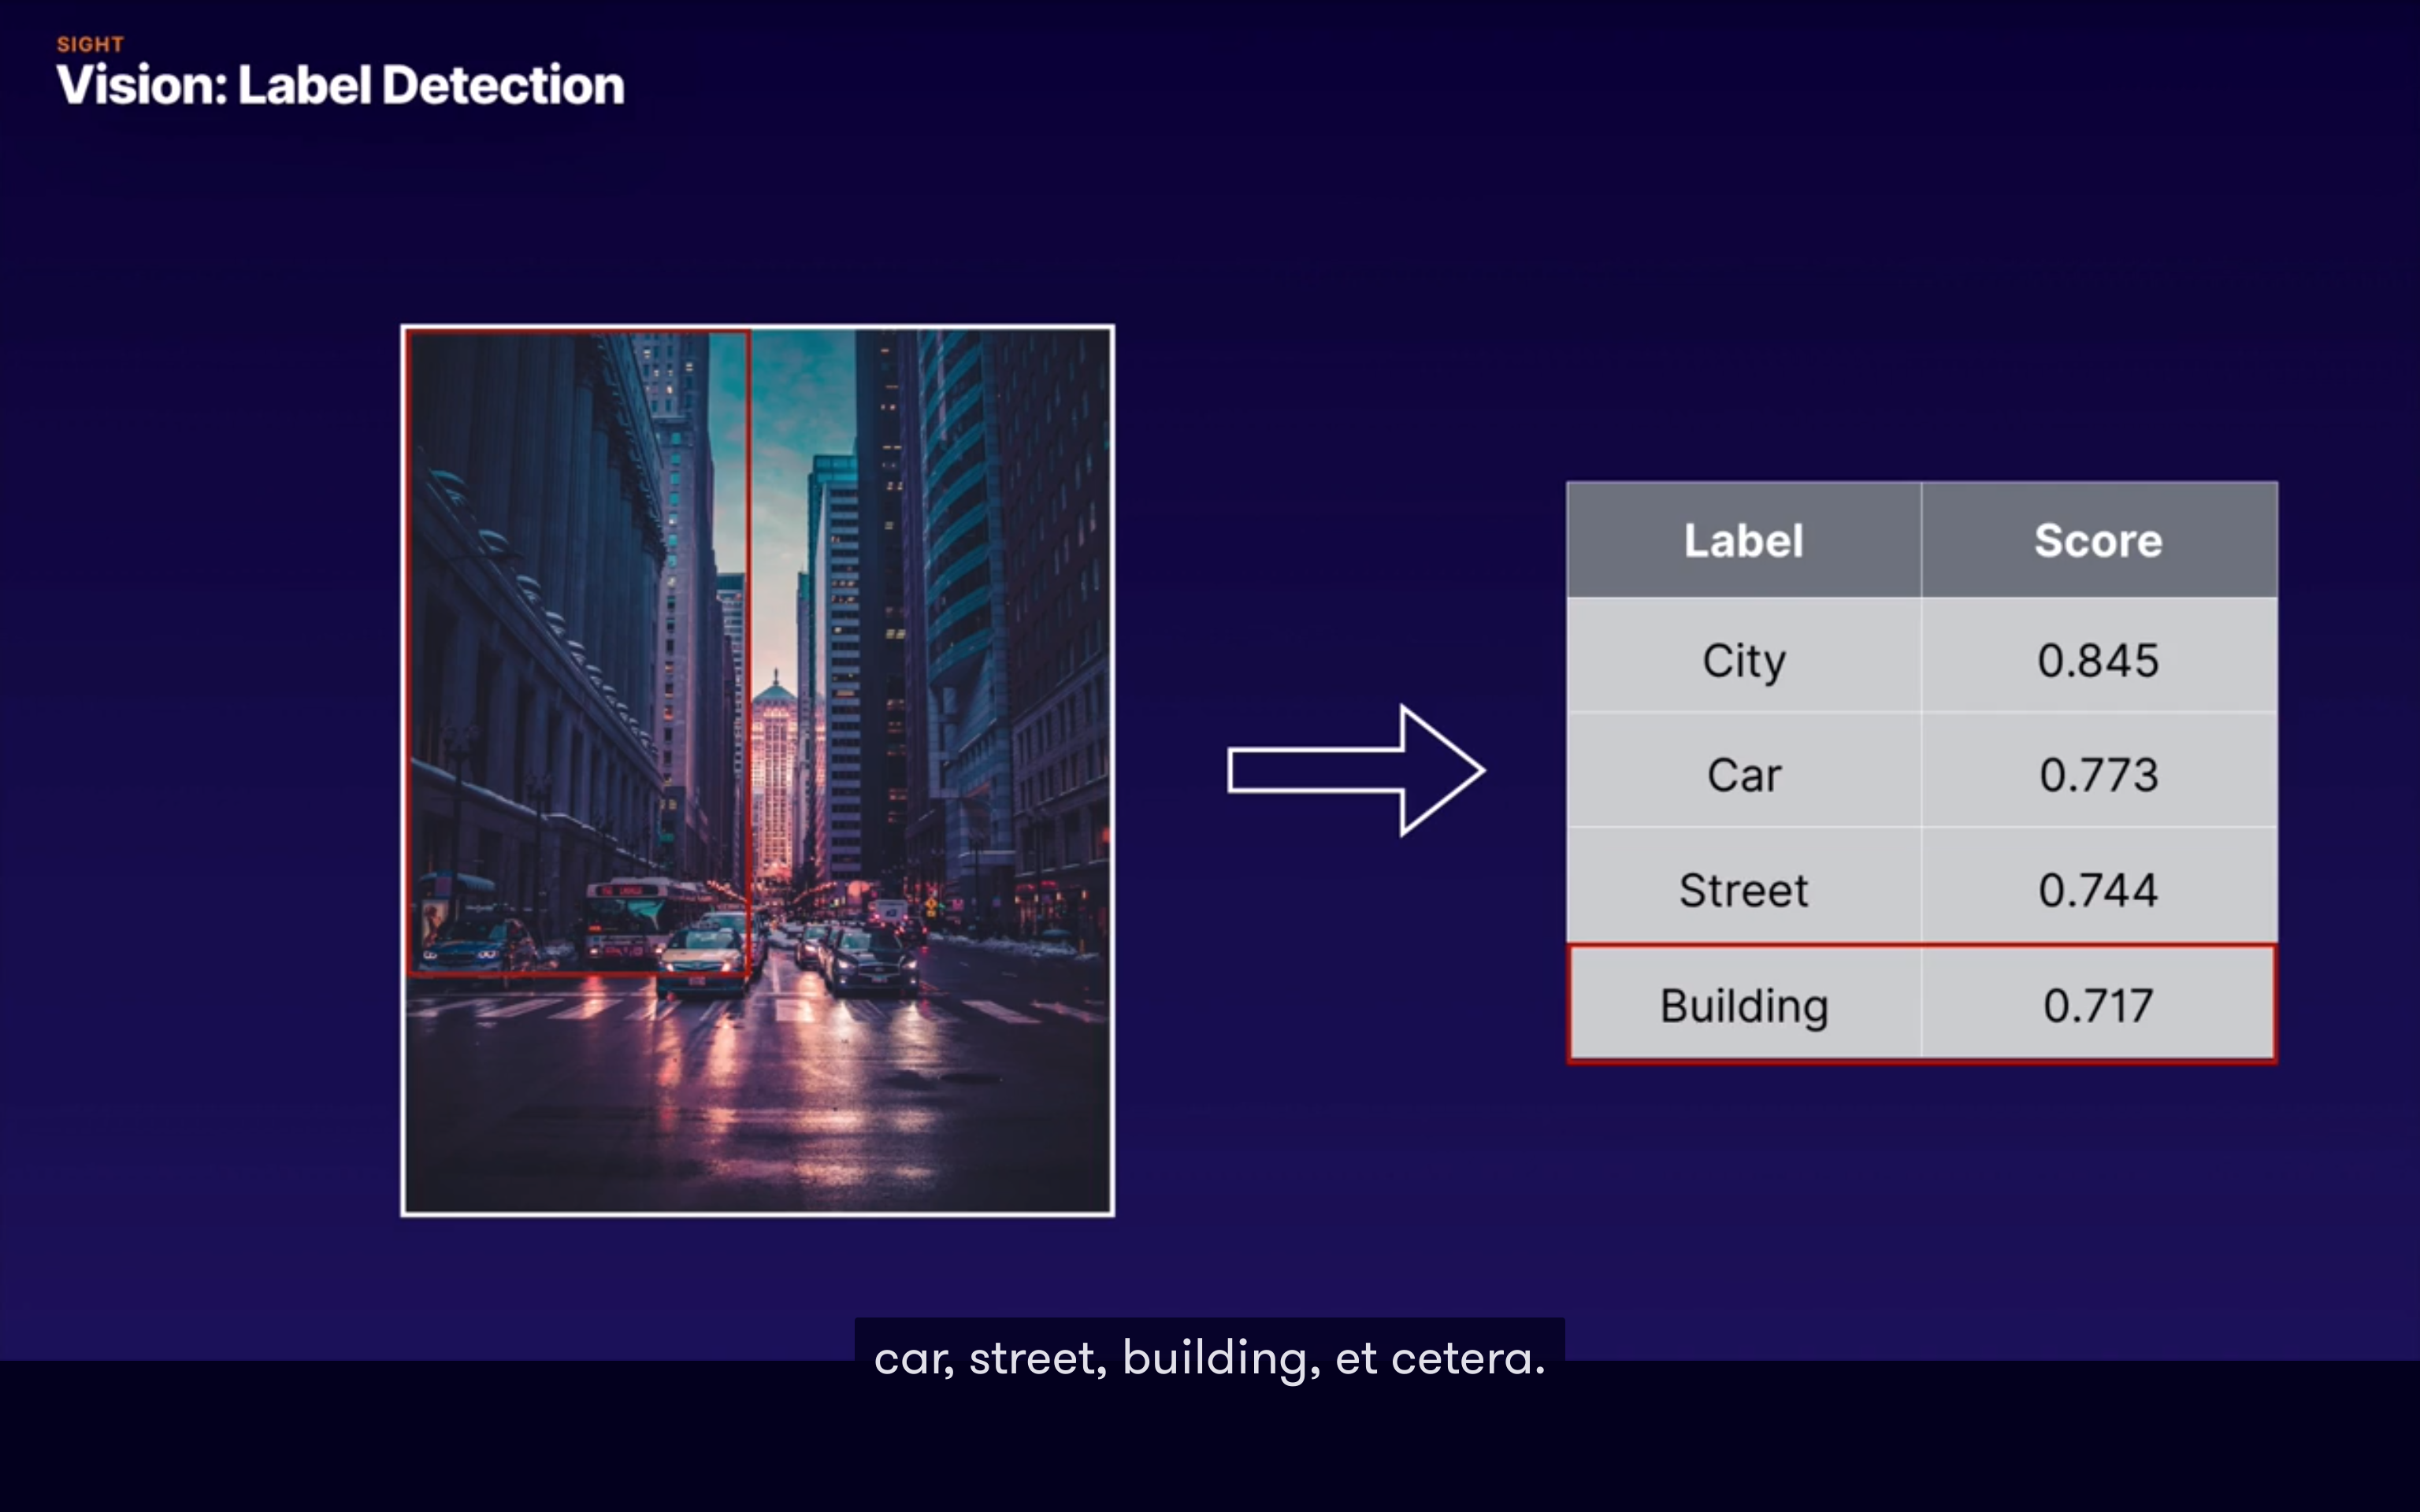 SIGHT
Vision: Label Detection
Label Score
City 0.845
Car 0.773
Street 0.744
Building 0.717
car, street, building, et cetera.